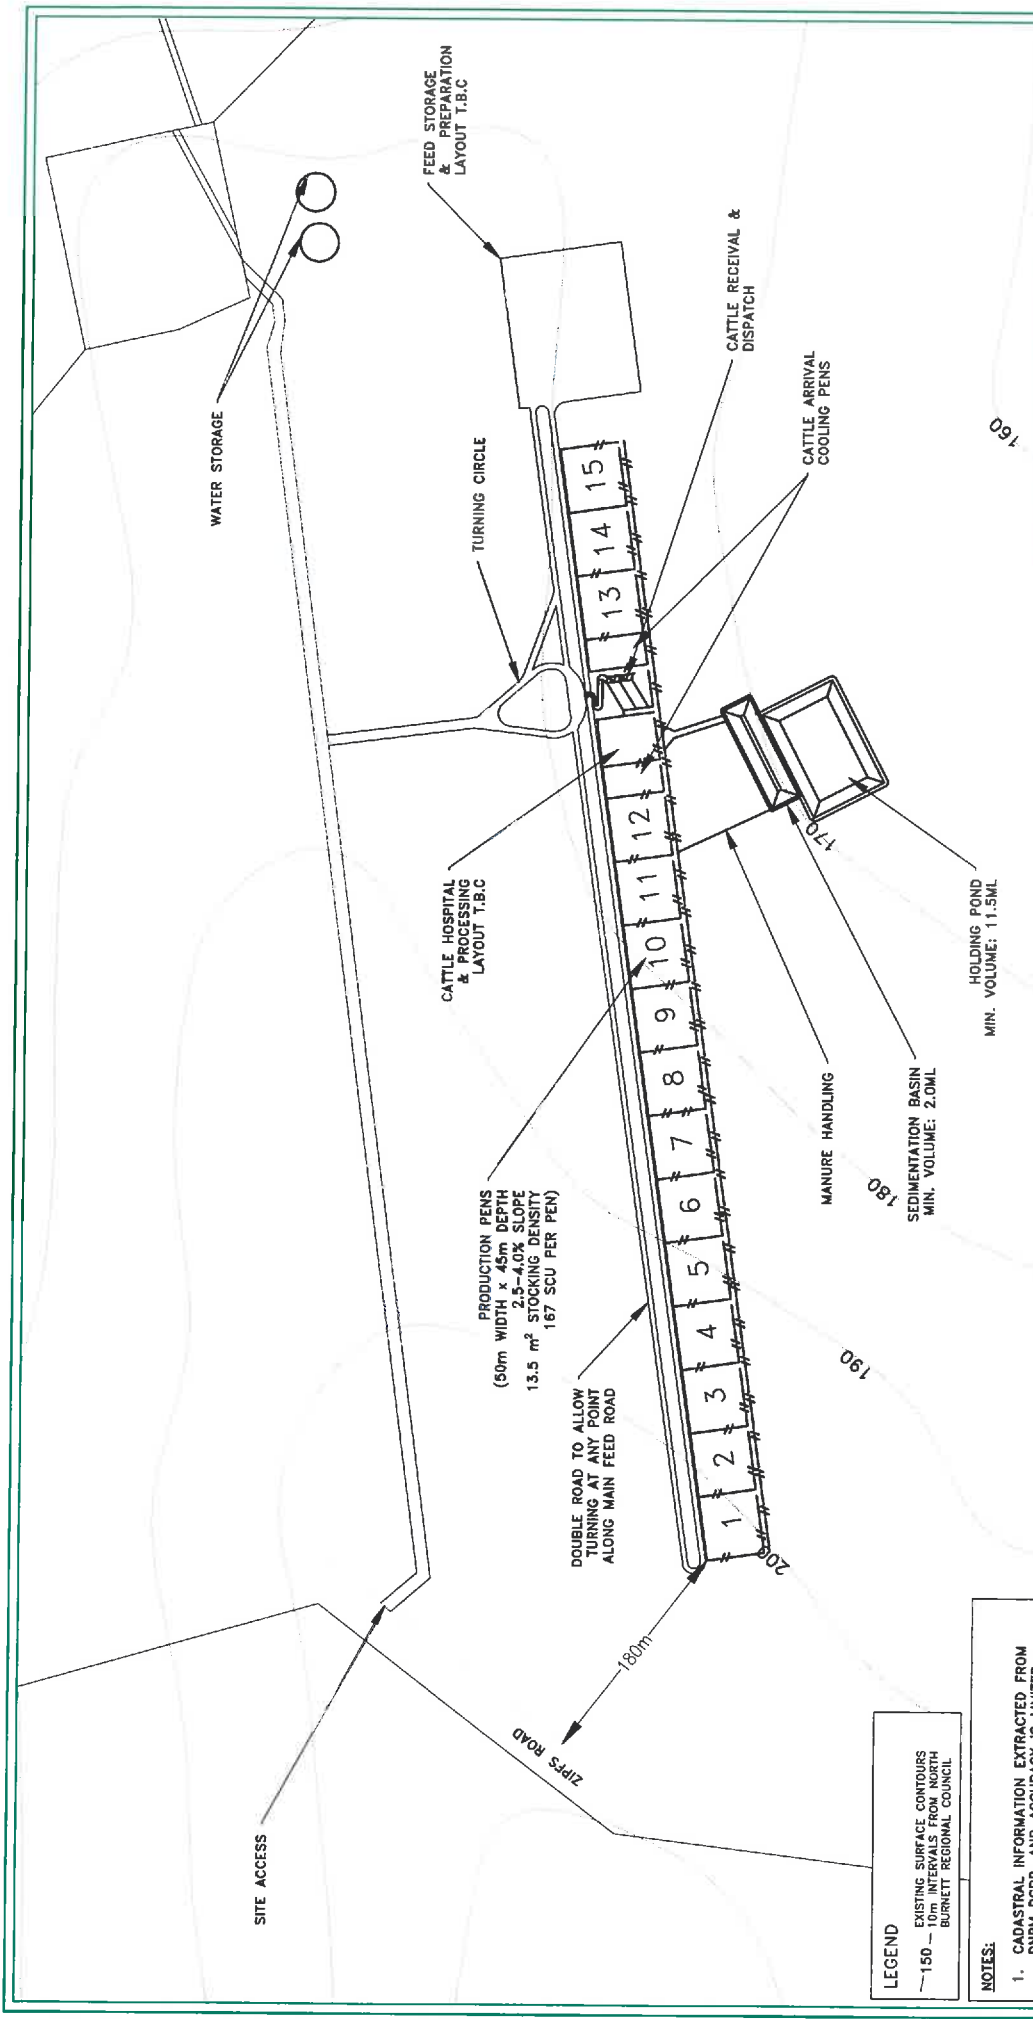 FEED STORAGE
& PREPARATION
LAYOUT T.B.C
WATER STORAGE
TURNING CIRCLE
CATTLE RECEIVAL &
DISPATCH
CATTLE ARRIVAL
COOLING PENS
CATTLE HOSPITAL
& PROCESSING
LAYOUT T.B.C
PRODUCTION PENS
(50m WIDTH x 45m DEPTH
2.5-4.0% SLOPE
13.5 m² STOCKING DENSITY
167 SCU PER PEN)
DOUBLE ROAD TO ALLOW
TURNING AT ANY POINT
ALONG MAIN FEED ROAD
1
2
3
4
5
6
7
8
9
10
11
12
13
14
15
160
170
180
190
200
HOLDING POND
MIN. VOLUME: 11.5ML
MANURE HANDLING
SEDIMENTATION BASIN
MIN. VOLUME: 2.0ML
SITE ACCESS
ZIPFS ROAD
180m
LEGEND
—150— EXISTING SURFACE CONTOURS
10m INTERVALS FROM NORTH
BURNETT REGIONAL COUNCIL
NOTES:
1. CADASTRAL INFORMATION EXTRACTED FROM
AND ACCURACY IS LIMITED